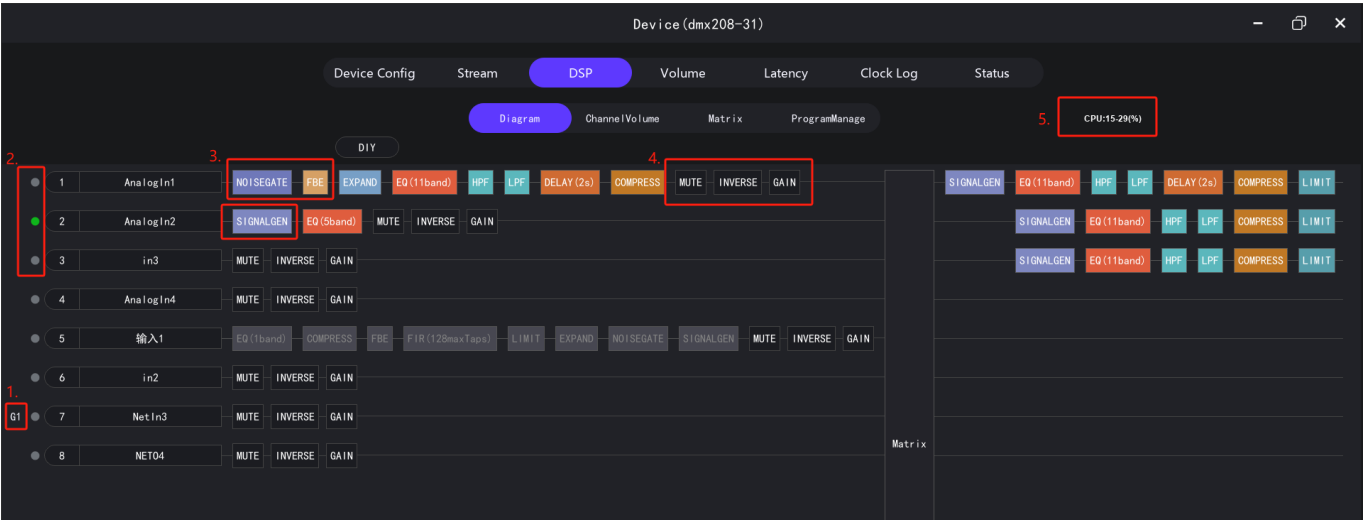 Device(dmx208-31)
Device Config Stream DSP Volume Latency Clock Log Status
Diagram ChannelVolume Matrix ProgramManage
5. CPU:15-29(%)
DIY
2. 3. 4.
1 AnalogIn1 NOISEGATE FBE EXPAND EQ(11band) HPF LPF DELAY(2s) COMPRESS MUTE INVERSE GAIN SIGNALGEN EQ(11band) HPF LPF DELAY(2s) COMPRESS LIMIT
2 AnalogIn2 SIGNALGEN EQ(5band) MUTE INVERSE GAIN SIGNALGEN EQ(11band) HPF LPF COMPRESS LIMIT
3 in3 MUTE INVERSE GAIN SIGNALGEN EQ(11band) HPF LPF COMPRESS LIMIT
4 AnalogIn4 MUTE INVERSE GAIN
5 输入1 EQ(1band) COMPRESS FBE FIR(128maxTaps) LIMIT EXPAND NOISEGATE SIGNALGEN MUTE INVERSE GAIN
6 in2 MUTE INVERSE GAIN
1.
G1 7 NetIn3 MUTE INVERSE GAIN
Matrix
8 NET04 MUTE INVERSE GAIN